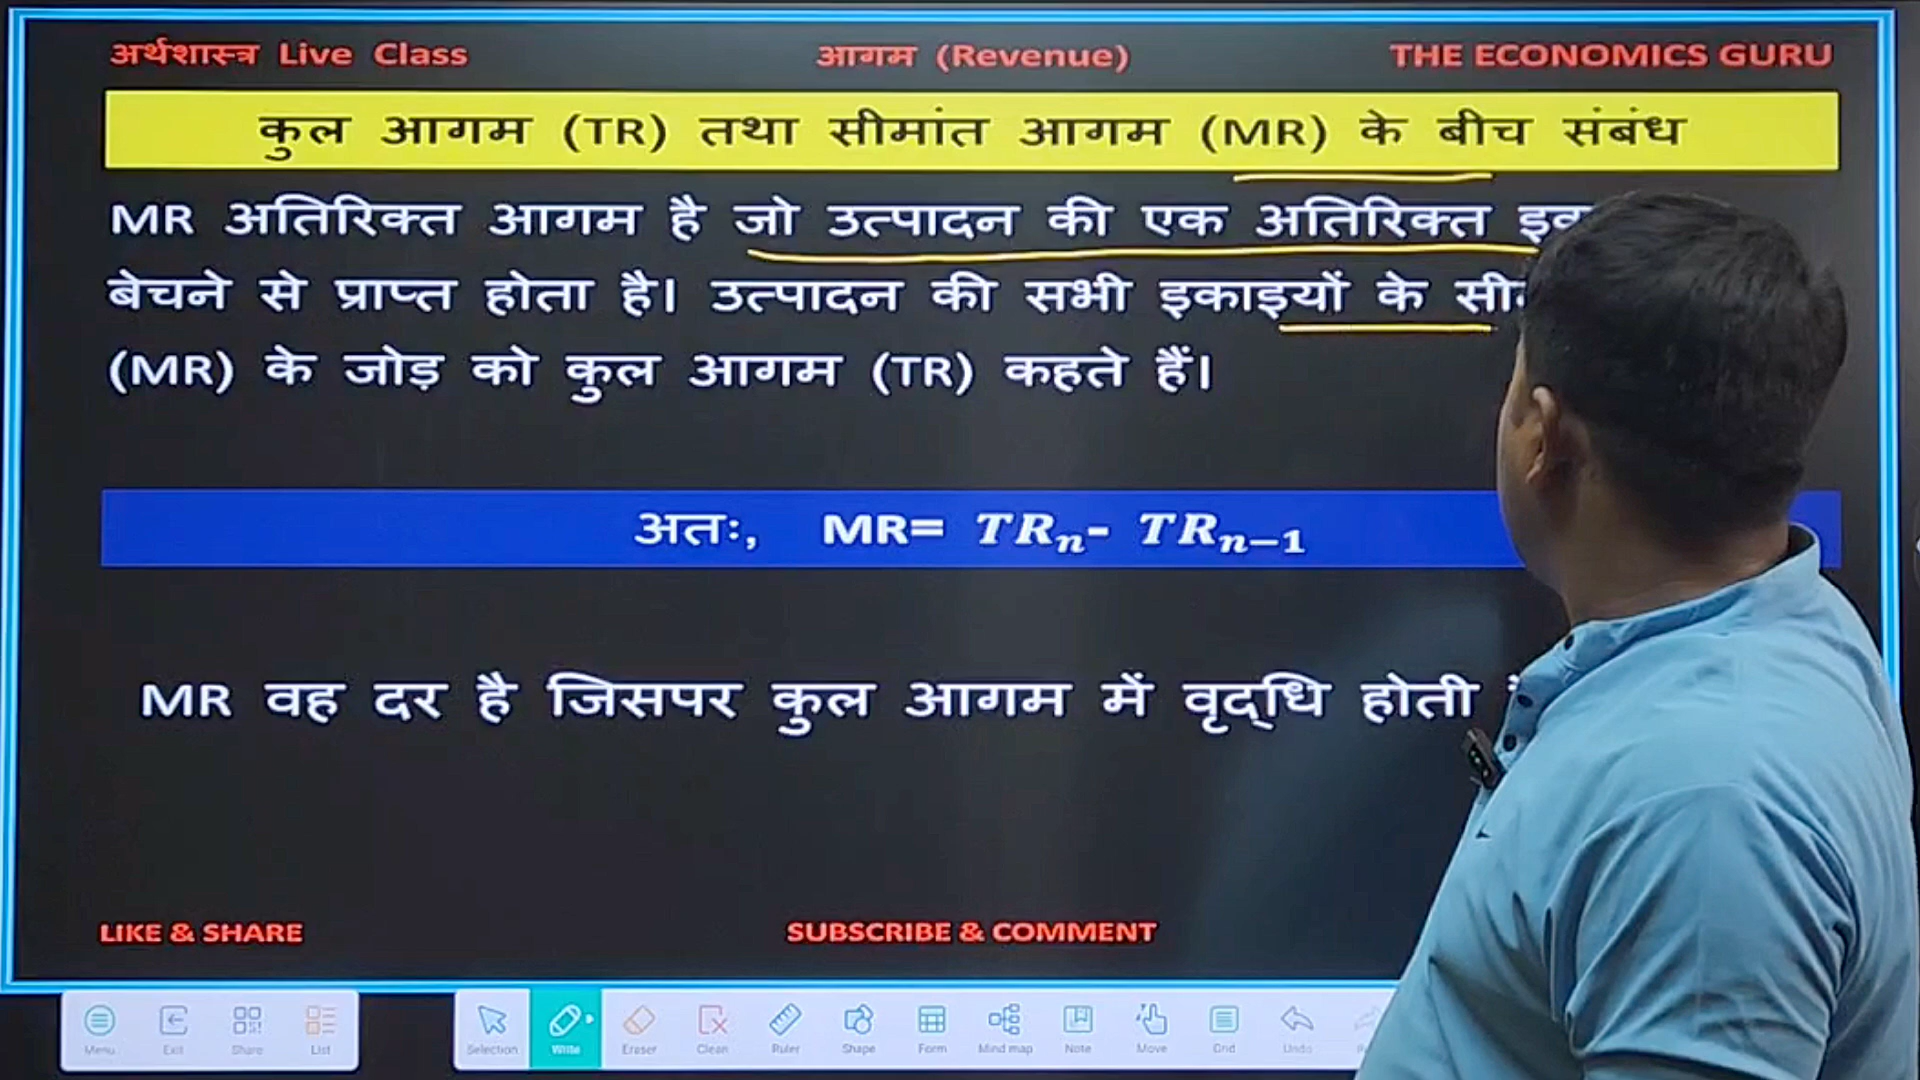 अर्थशास्त्र Live Class आगम (Revenue) THE ECONOMICS GURU
कुल आगम (TR) तथा सीमांत आगम (MR) के बीच संबंध
MR अतिरिक्त आगम है जो उत्पादन की एक अतिरिक्त
बेचने से प्राप्त होता है। उत्पादन की सभी इकाइयों के
(MR) के जोड़ को कुल आगम (TR) कहते हैं।
अतः, MR= TRₙ- TRₙ₋₁
MR वह दर है जिसपर कुल आगम में वृद्धि होती
LIKE & SHARE SUBSCRIBE & COMMENT
Menu Exit Share List Selection Write Eraser Clean Ruler Shape Form Mind map Note Move Grid Undo